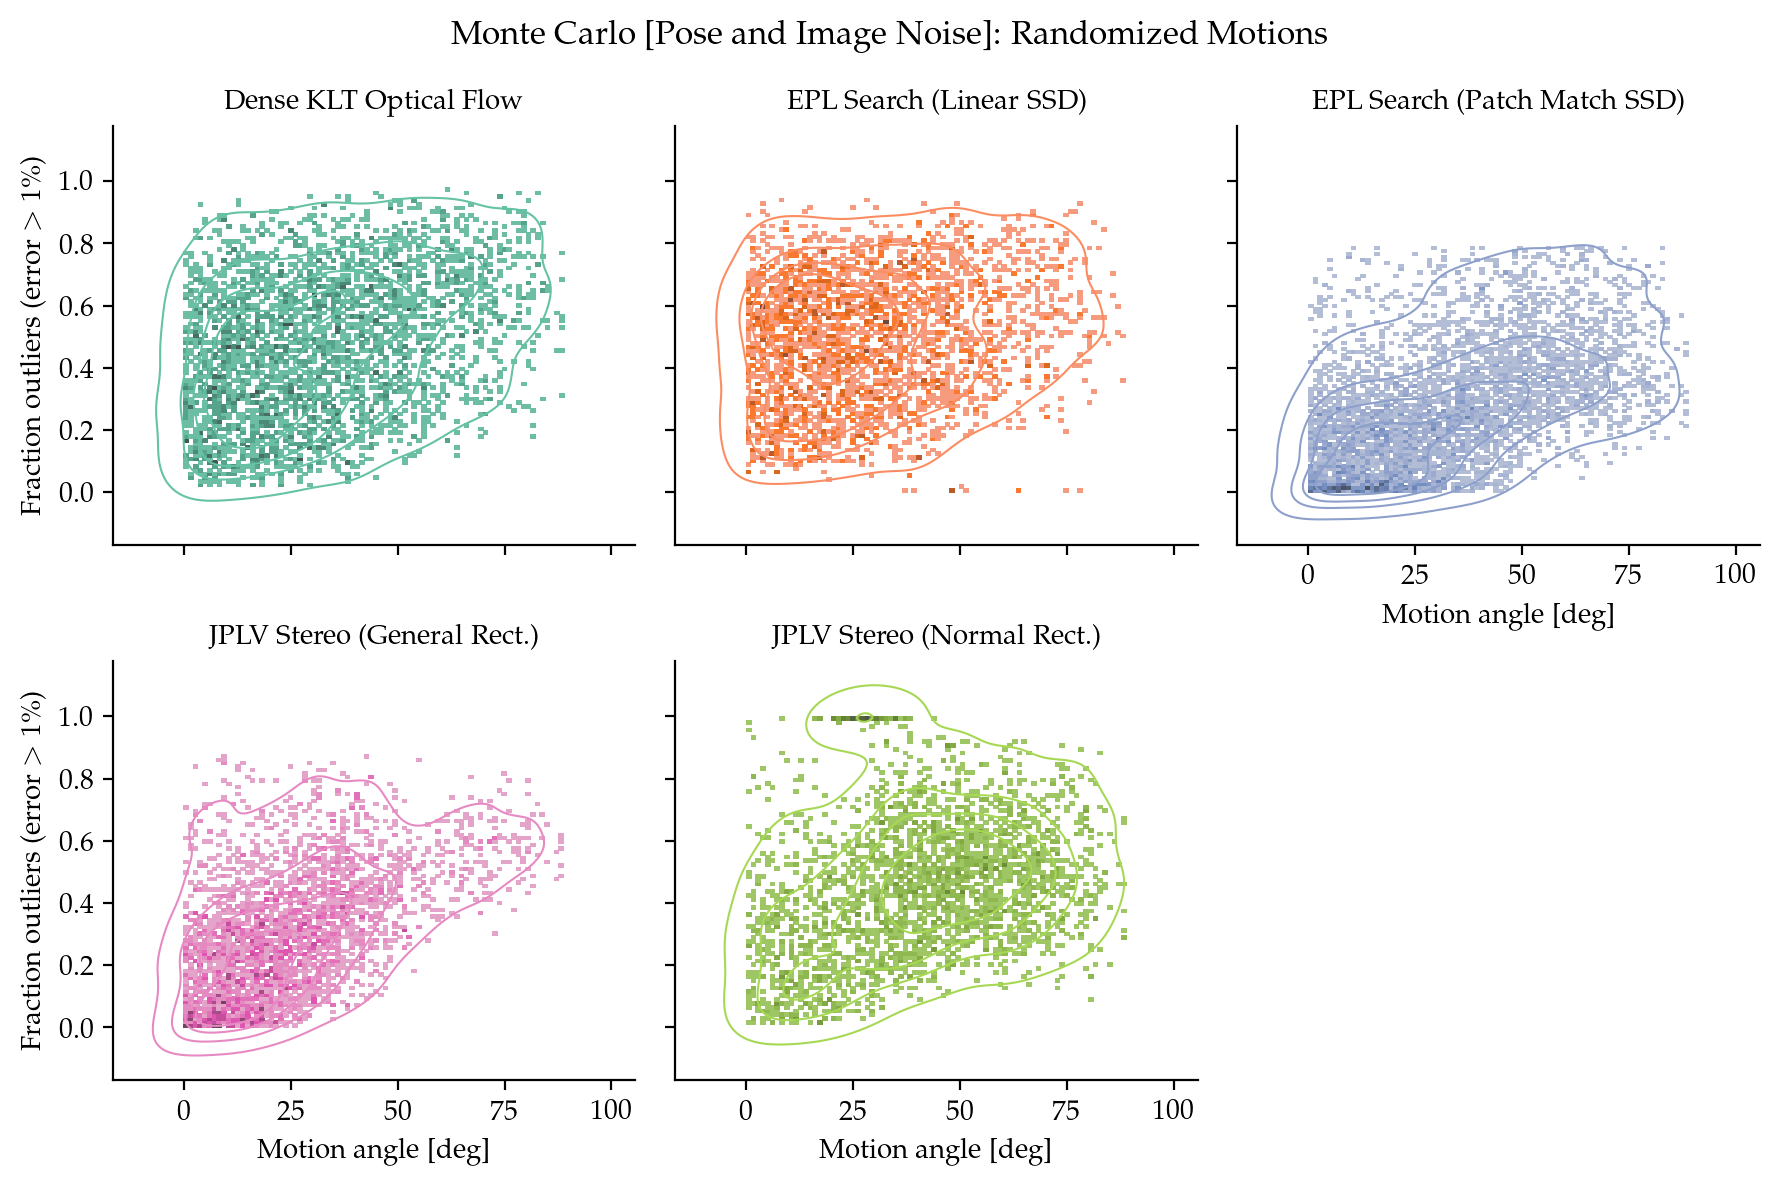 Monte Carlo [Pose and Image Noise]: Randomized Motions
Dense KLT Optical Flow
EPL Search (Linear SSD)
EPL Search (Patch Match SSD)
Fraction outliers (error > 1%)
1.0
0.8
0.6
0.4
0.2
0.0
0 25 50 75 100
Motion angle [deg]
JPLV Stereo (General Rect.)
JPLV Stereo (Normal Rect.)
Fraction outliers (error > 1%)
1.0
0.8
0.6
0.4
0.2
0.0
0 25 50 75 100
0 25 50 75 100
Motion angle [deg]
Motion angle [deg]